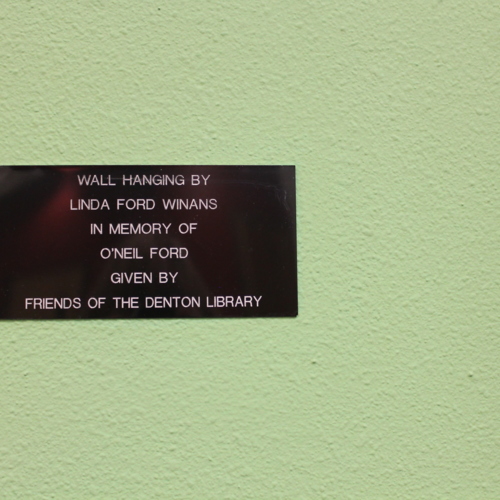 WALL HANGING BY
LINDA FORD WINANS
IN MEMORY OF
O'NEIL FORD
GIVEN BY
FRIENDS OF THE DENTON LIBRARY